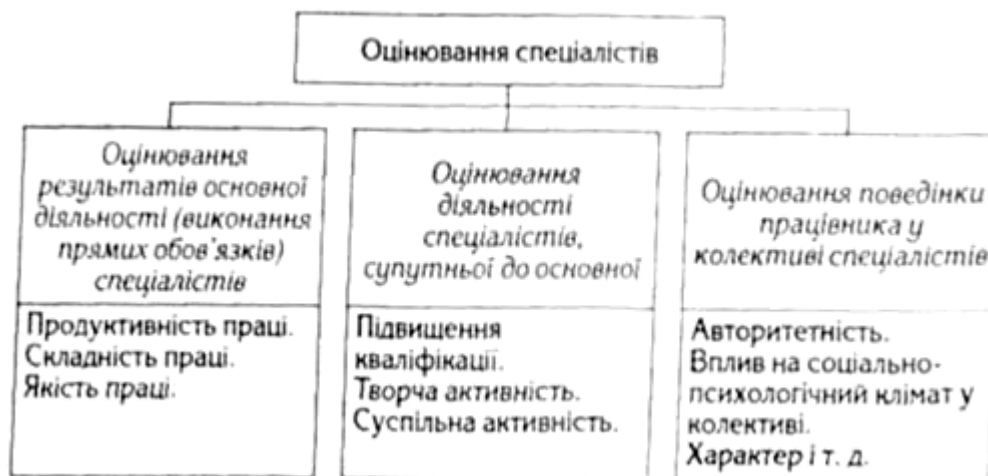 Оцінювання спеціалістів
Оцінювання
результатів основної
діяльності (виконання
прямих обов'язків)
спеціалістів
Продуктивність праці.
Складність праці.
Якість праці.
Оцінювання
діяльності
спеціалістів,
супутньої до основної
Підвищення
кваліфікації.
Творча активність.
Суспільна активність.
Оцінювання поведінки
працівника у
колективі спеціалістів
Авторитетність.
Вплив на соціально-
психологічний клімат у
колективі.
Характер і т. д.